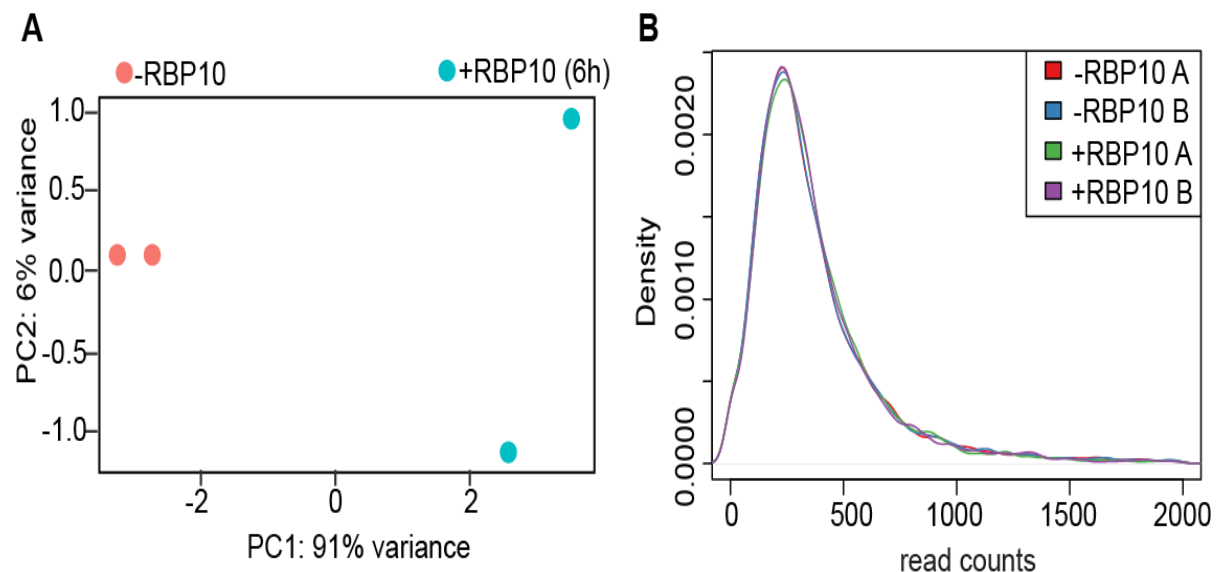 A
-RBP10
+RBP10 (6h)
PC2: 6% variance
1.0
0.5
0.0
-0.5
-1.0
-2
0
2
PC1: 91% variance
B
-RBP10 A
-RBP10 B
+RBP10 A
+RBP10 B
Density
0.0020
0.0010
0.0000
0
500
1000
1500
2000
read counts